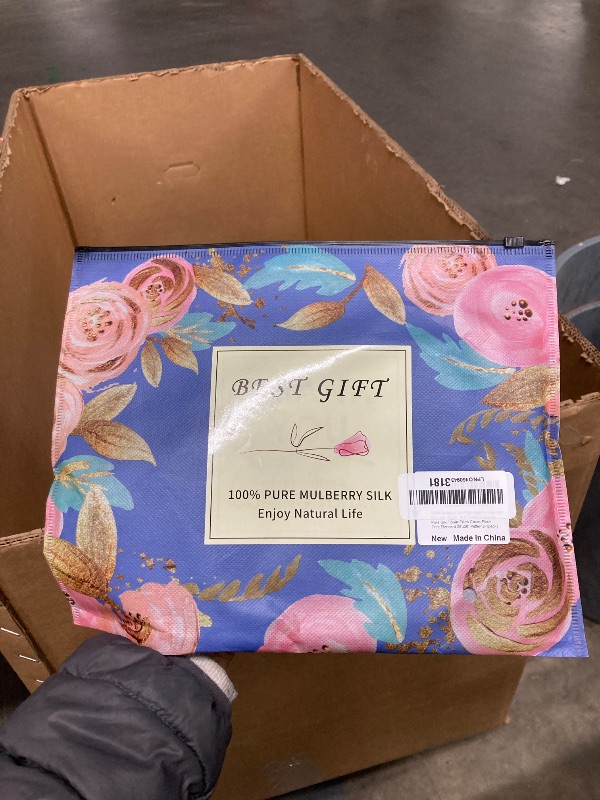 BEST GIFT
100% PURE MULBERRY SILK
Enjoy Natural Life
3181
New Made In China